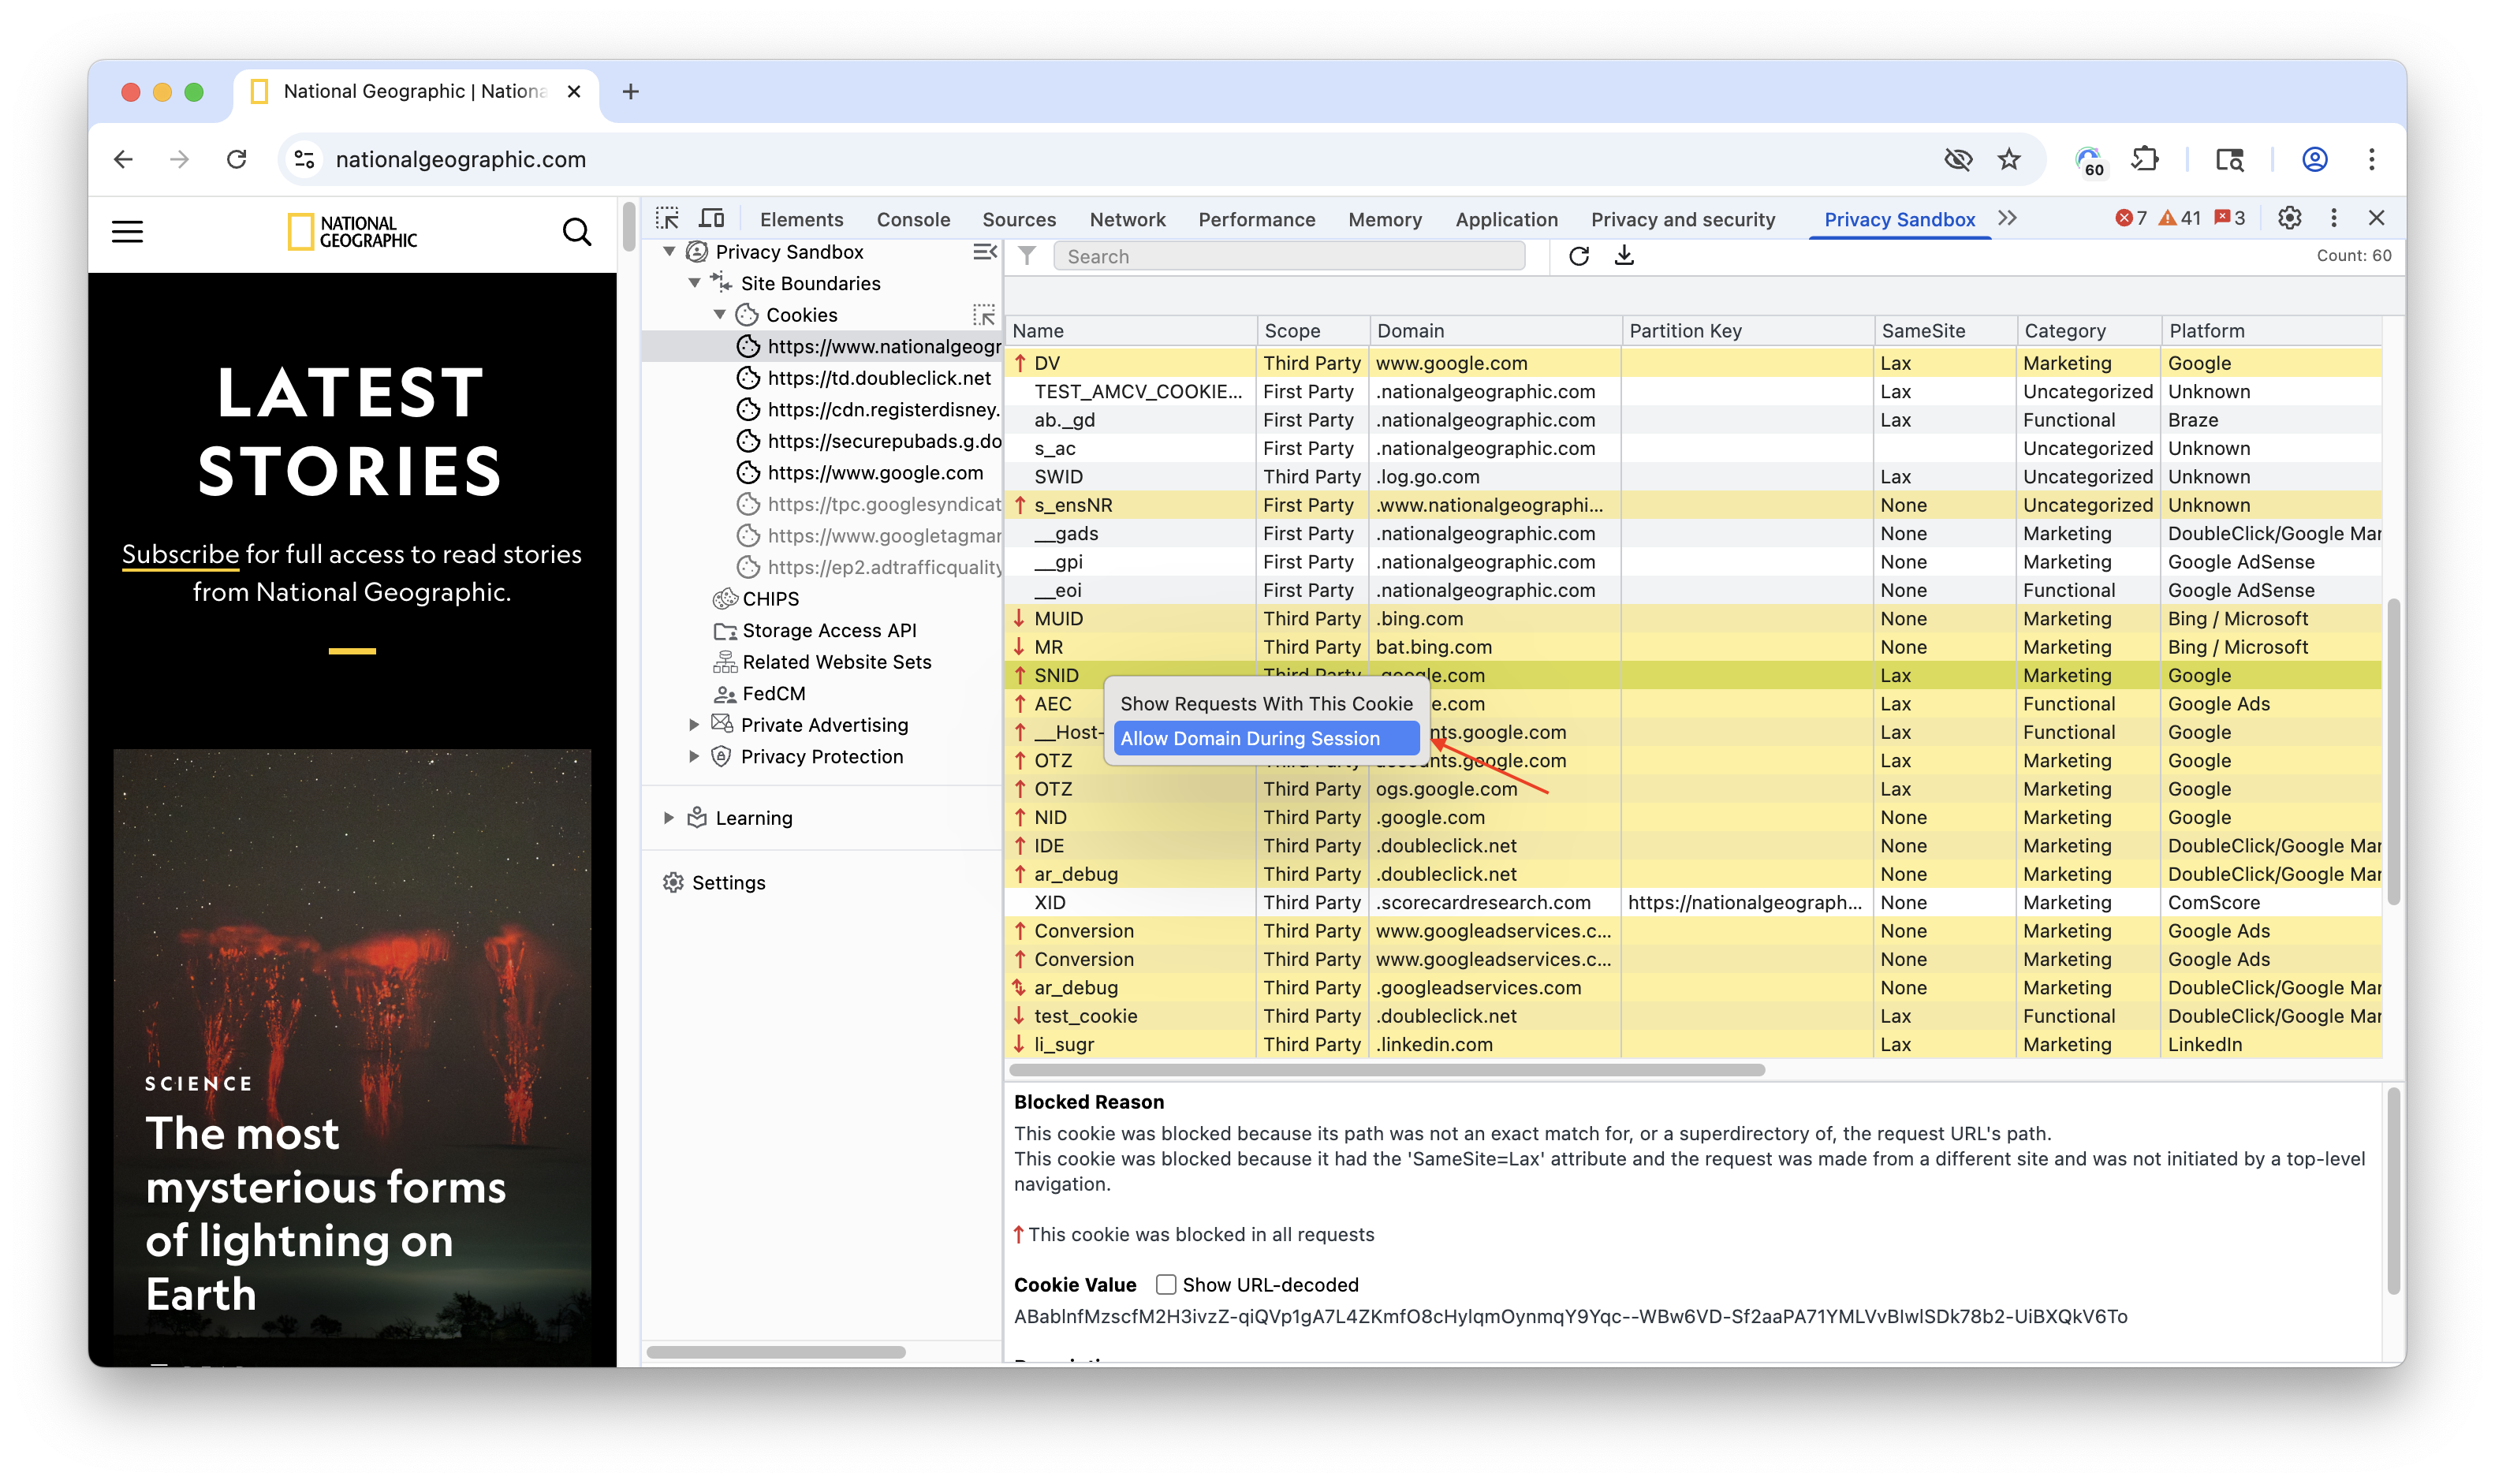 National Geographic | Nationa
nationalgeographic.com
60
NATIONAL
GEOGRAPHIC
LATEST
STORIES
Subscribe for full access to read stories
from National Geographic.
SCIENCE
The most
mysterious forms
of lightning on
Earth
Elements Console Sources Network Performance Memory Application Privacy and security Privacy Sandbox 7 41 3
Privacy Sandbox
Site Boundaries
Cookies
https://www.nationalgeogr
https://td.doubleclick.net
https://cdn.registerdisney.
https://securepubads.g.do
https://www.google.com
https://tpc.googlesyndicat
https://www.googletagmar
https://ep2.adtrafficquality
CHIPS
Storage Access API
Related Website Sets
FedCM
Private Advertising
Privacy Protection
Learning
Settings
Search Count: 60
Name Scope Domain Partition Key SameSite Category Platform
DV Third Party www.google.com Lax Marketing Google
TEST_AMCV_COOKIE... First Party .nationalgeographic.com Lax Uncategorized Unknown
ab._gd First Party .nationalgeographic.com Lax Functional Braze
s_ac First Party .nationalgeographic.com Uncategorized Unknown
SWID Third Party .log.go.com Lax Uncategorized Unknown
s_ensNR First Party .www.nationalgeographi... None Uncategorized Unknown
__gads First Party .nationalgeographic.com None Marketing DoubleClick/Google Mar
__gpi First Party .nationalgeographic.com None Marketing Google AdSense
__eoi First Party .nationalgeographic.com None Functional Google AdSense
MUID Third Party .bing.com None Marketing Bing / Microsoft
MR Third Party bat.bing.com None Marketing Bing / Microsoft
SNID Third Party .google.com Lax Marketing Google
AEC e.com Lax Functional Google Ads
__Host- nts.google.com Lax Functional Google
OTZ Third Party accounts.google.com Lax Marketing Google
OTZ Third Party ogs.google.com Lax Marketing Google
NID Third Party .google.com None Marketing Google
IDE Third Party .doubleclick.net None Marketing DoubleClick/Google Mar
ar_debug Third Party .doubleclick.net None Marketing DoubleClick/Google Mar
XID Third Party .scorecardresearch.com https://nationalgeograph... None Marketing ComScore
Conversion Third Party www.googleadservices.c... None Marketing Google Ads
Conversion Third Party www.googleadservices.c... None Marketing Google Ads
ar_debug Third Party .googleadservices.com None Marketing DoubleClick/Google Mar
test_cookie Third Party .doubleclick.net Lax Functional DoubleClick/Google Mar
li_sugr Third Party .linkedin.com Lax Marketing LinkedIn
Show Requests With This Cookie
Allow Domain During Session
Blocked Reason
This cookie was blocked because its path was not an exact match for, or a superdirectory of, the request URL's path.
This cookie was blocked because it had the 'SameSite=Lax' attribute and the request was made from a different site and was not initiated by a top-level
navigation.
This cookie was blocked in all requests
Cookie Value Show URL-decoded
ABablnfMzscfM2H3ivzZ-qiQVp1gA7L4ZKmfO8cHylqmOynmqY9Yqc--WBw6VD-Sf2aaPA71YMLVvBlwlSDk78b2-UiBXQkV6To